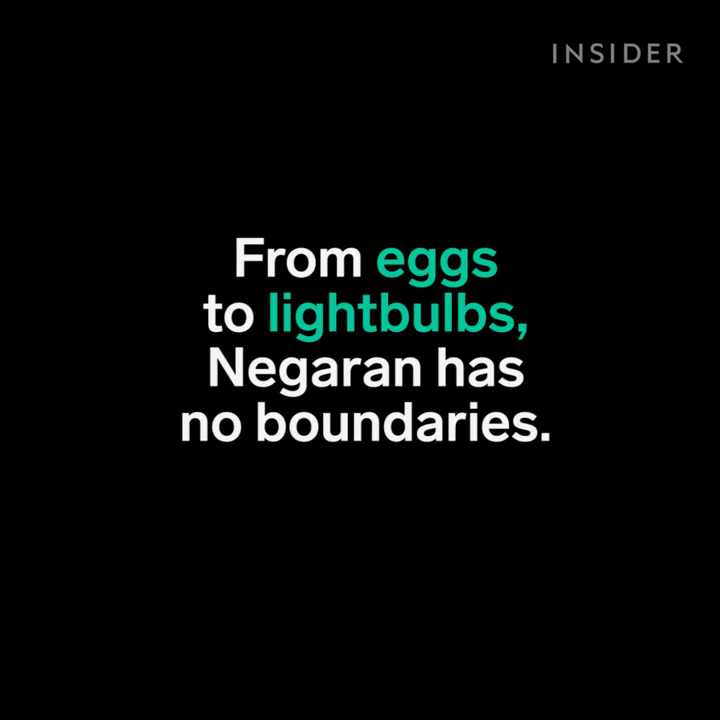 INSIDER
From eggs
to lightbulbs,
Negaran has
no boundaries.